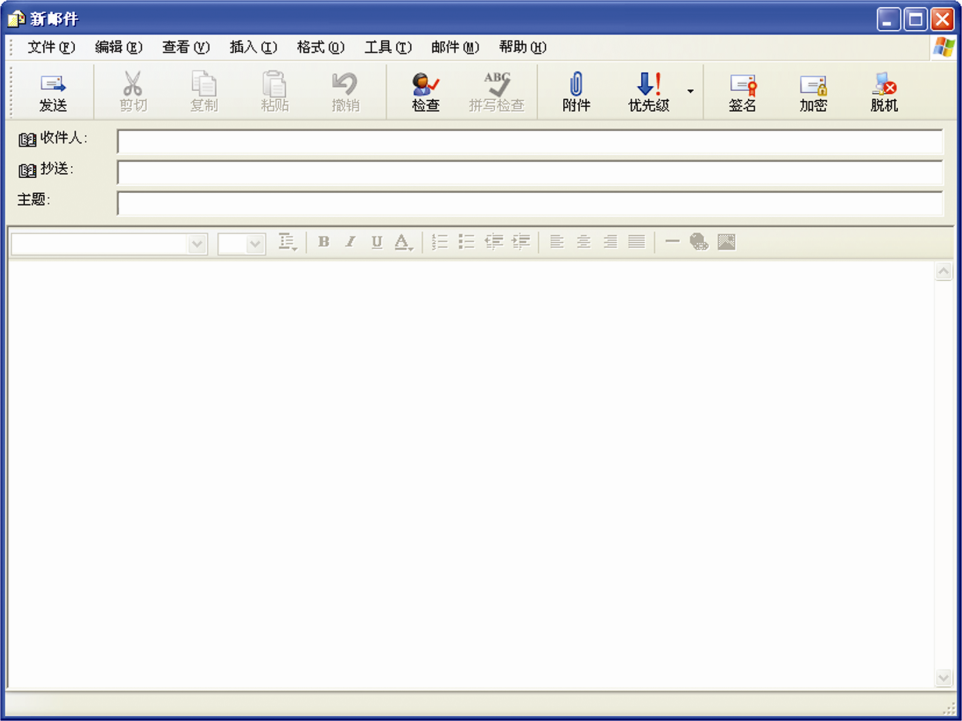 新邮件
文件(F) 编辑(E) 查看(V) 插入(I) 格式(O) 工具(T) 邮件(M) 帮助(H)
发送 剪切 复制 粘贴 撤销 检查 拼写检查 附件 优先级 签名 加密 脱机
收件人:
抄送:
主题: